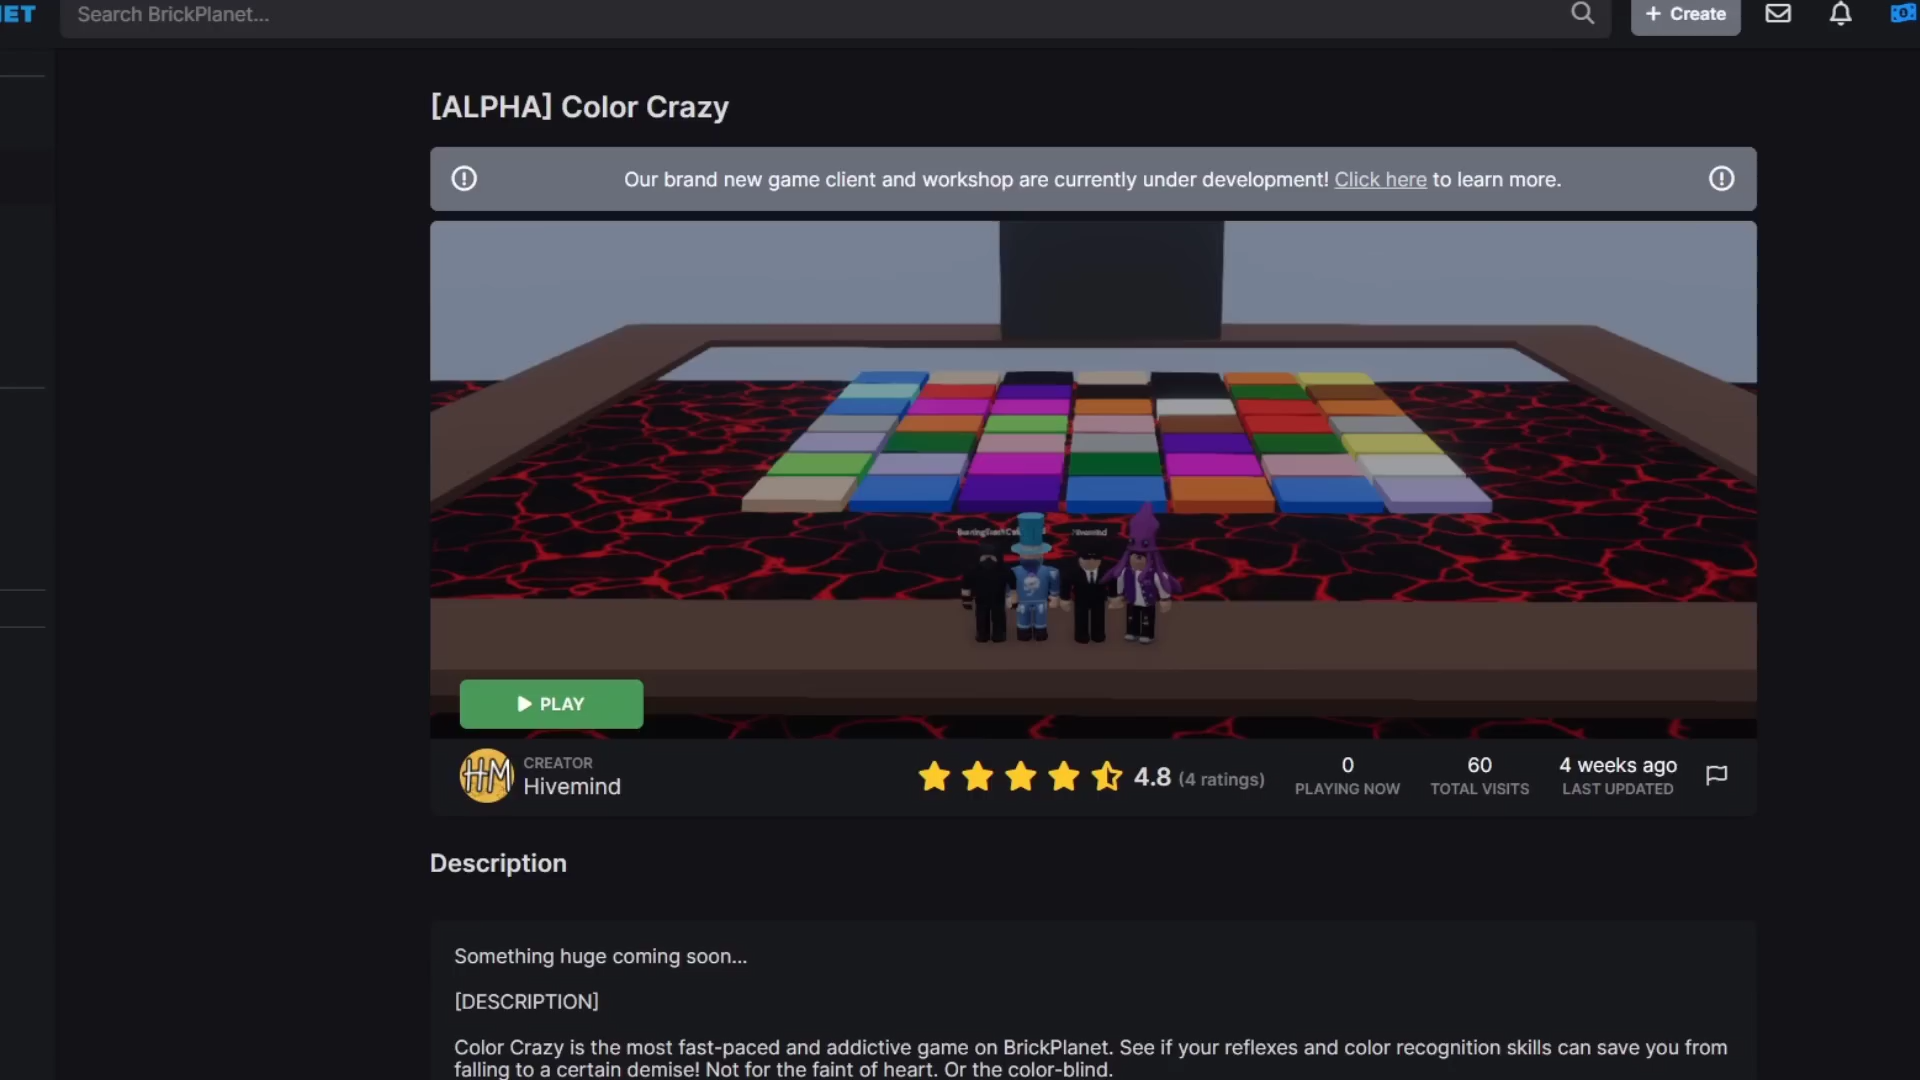 ET
Search BrickPlanet...
+ Create
[ALPHA] Color Crazy
Our brand new game client and workshop are currently under development! Click here to learn more.
Hivemind
PLAY
HM
CREATOR
Hivemind
4.8 (4 ratings)
0
PLAYING NOW
60
TOTAL VISITS
4 weeks ago
LAST UPDATED
Description
Something huge coming soon...
[DESCRIPTION]
Color Crazy is the most fast-paced and addictive game on BrickPlanet. See if your reflexes and color recognition skills can save you from
falling to a certain demise! Not for the faint of heart. Or the color-blind.